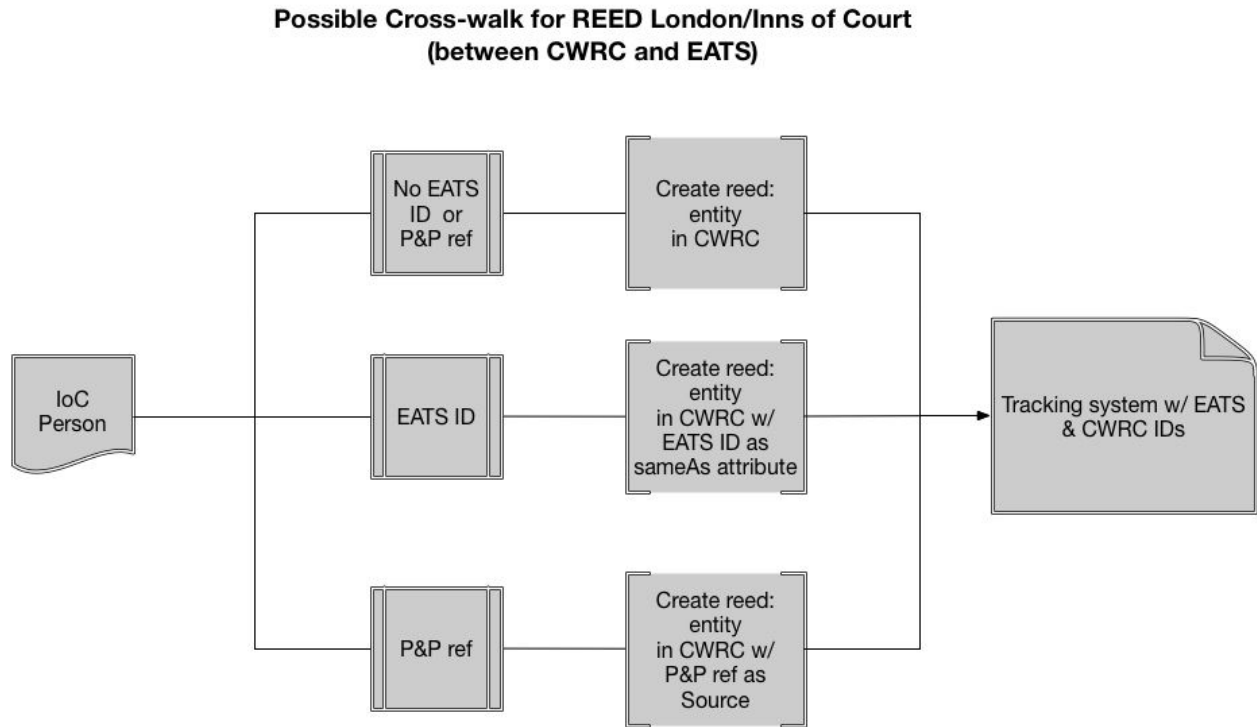 Possible Cross-walk for REED London/Inns of Court
(between CWRC and EATS)
No EATS
ID or
P&P ref
Create reed:
entity
in CWRC
IoC
Person
EATS ID
Create reed:
entity
in CWRC w/
EATS ID as
sameAs attribute
Tracking system w/ EATS
& CWRC IDs
P&P ref
Create reed:
entity
in CWRC w/
P&P ref as
Source